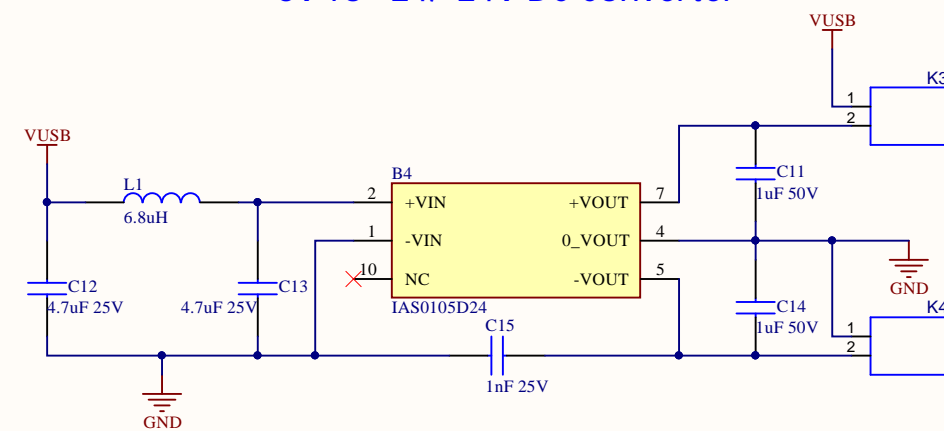 VUSB
K3
1
2
VUSB
L1
6.8uH
B4
2
+VIN
+VOUT
7
1
-VIN
0_VOUT
4
10
NC
-VOUT
5
IAS0105D24
C11
1uF 50V
GND
C12
4.7uF 25V
C13
4.7uF 25V
C14
1uF 50V
K4
1
2
C15
1nF 25V
GND